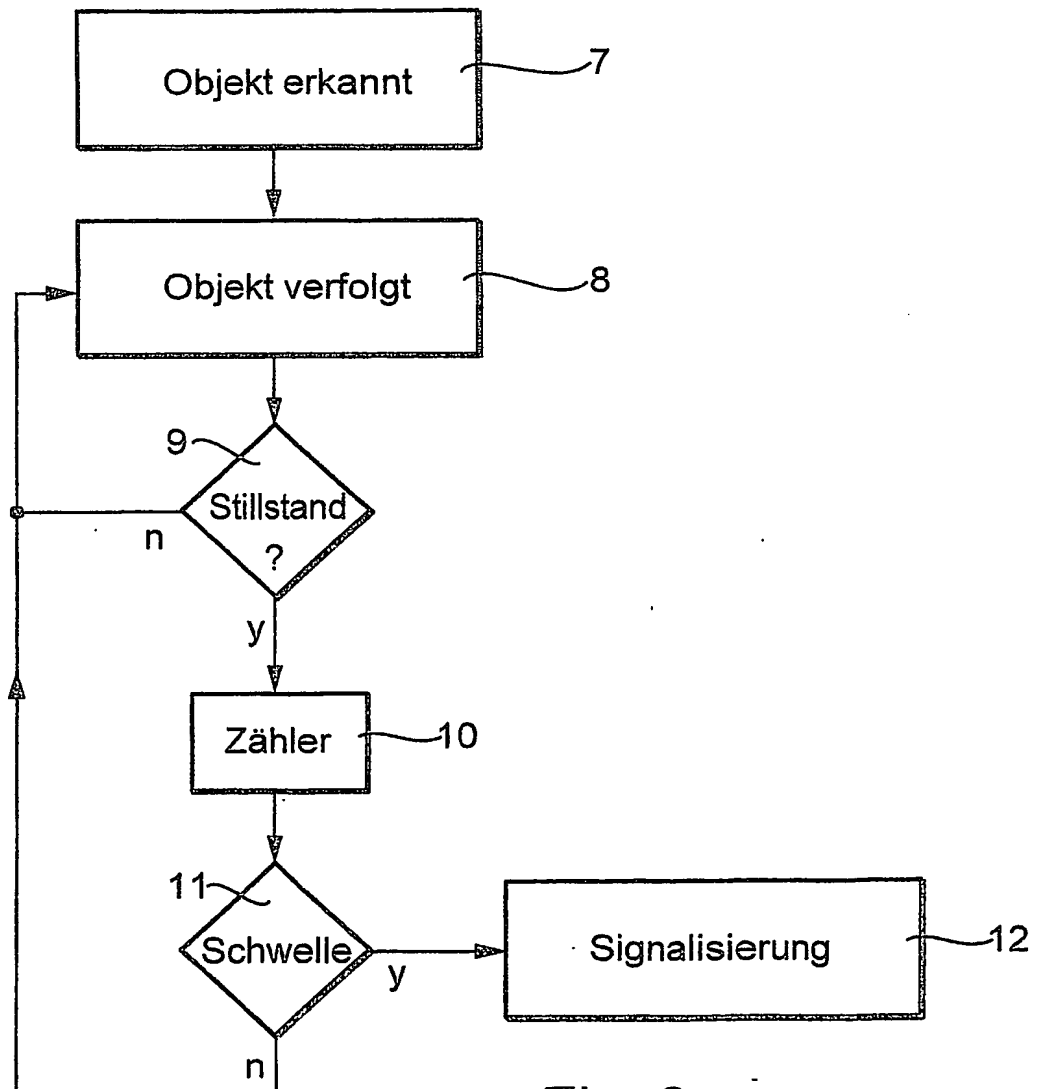 Objekt erkannt
7
Objekt verfolgt
8
9
Stillstand
?
n
y
Zähler
10
11
Schwelle
y
Signalisierung
12
n